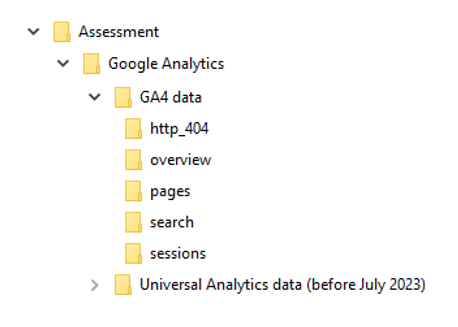 Assessment
Google Analytics
GA4 data
http_404
overview
pages
search
sessions
Universal Analytics data (before July 2023)